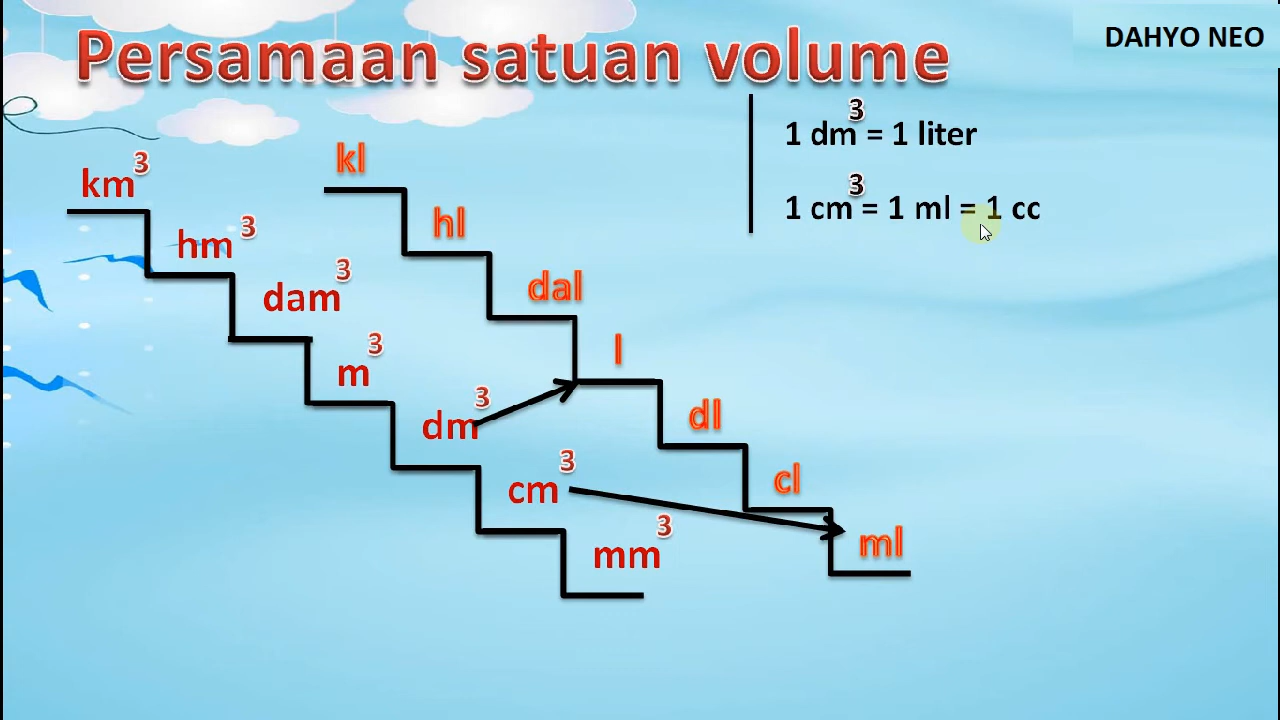 Persamaan satuan volume
DAHYO NEO
1 dm³ = 1 liter
1 cm³ = 1 ml = 1 cc
km³
hm³
dam³
m³
dm³
cm³
mm³
kl
hl
dal
l
dl
cl
ml